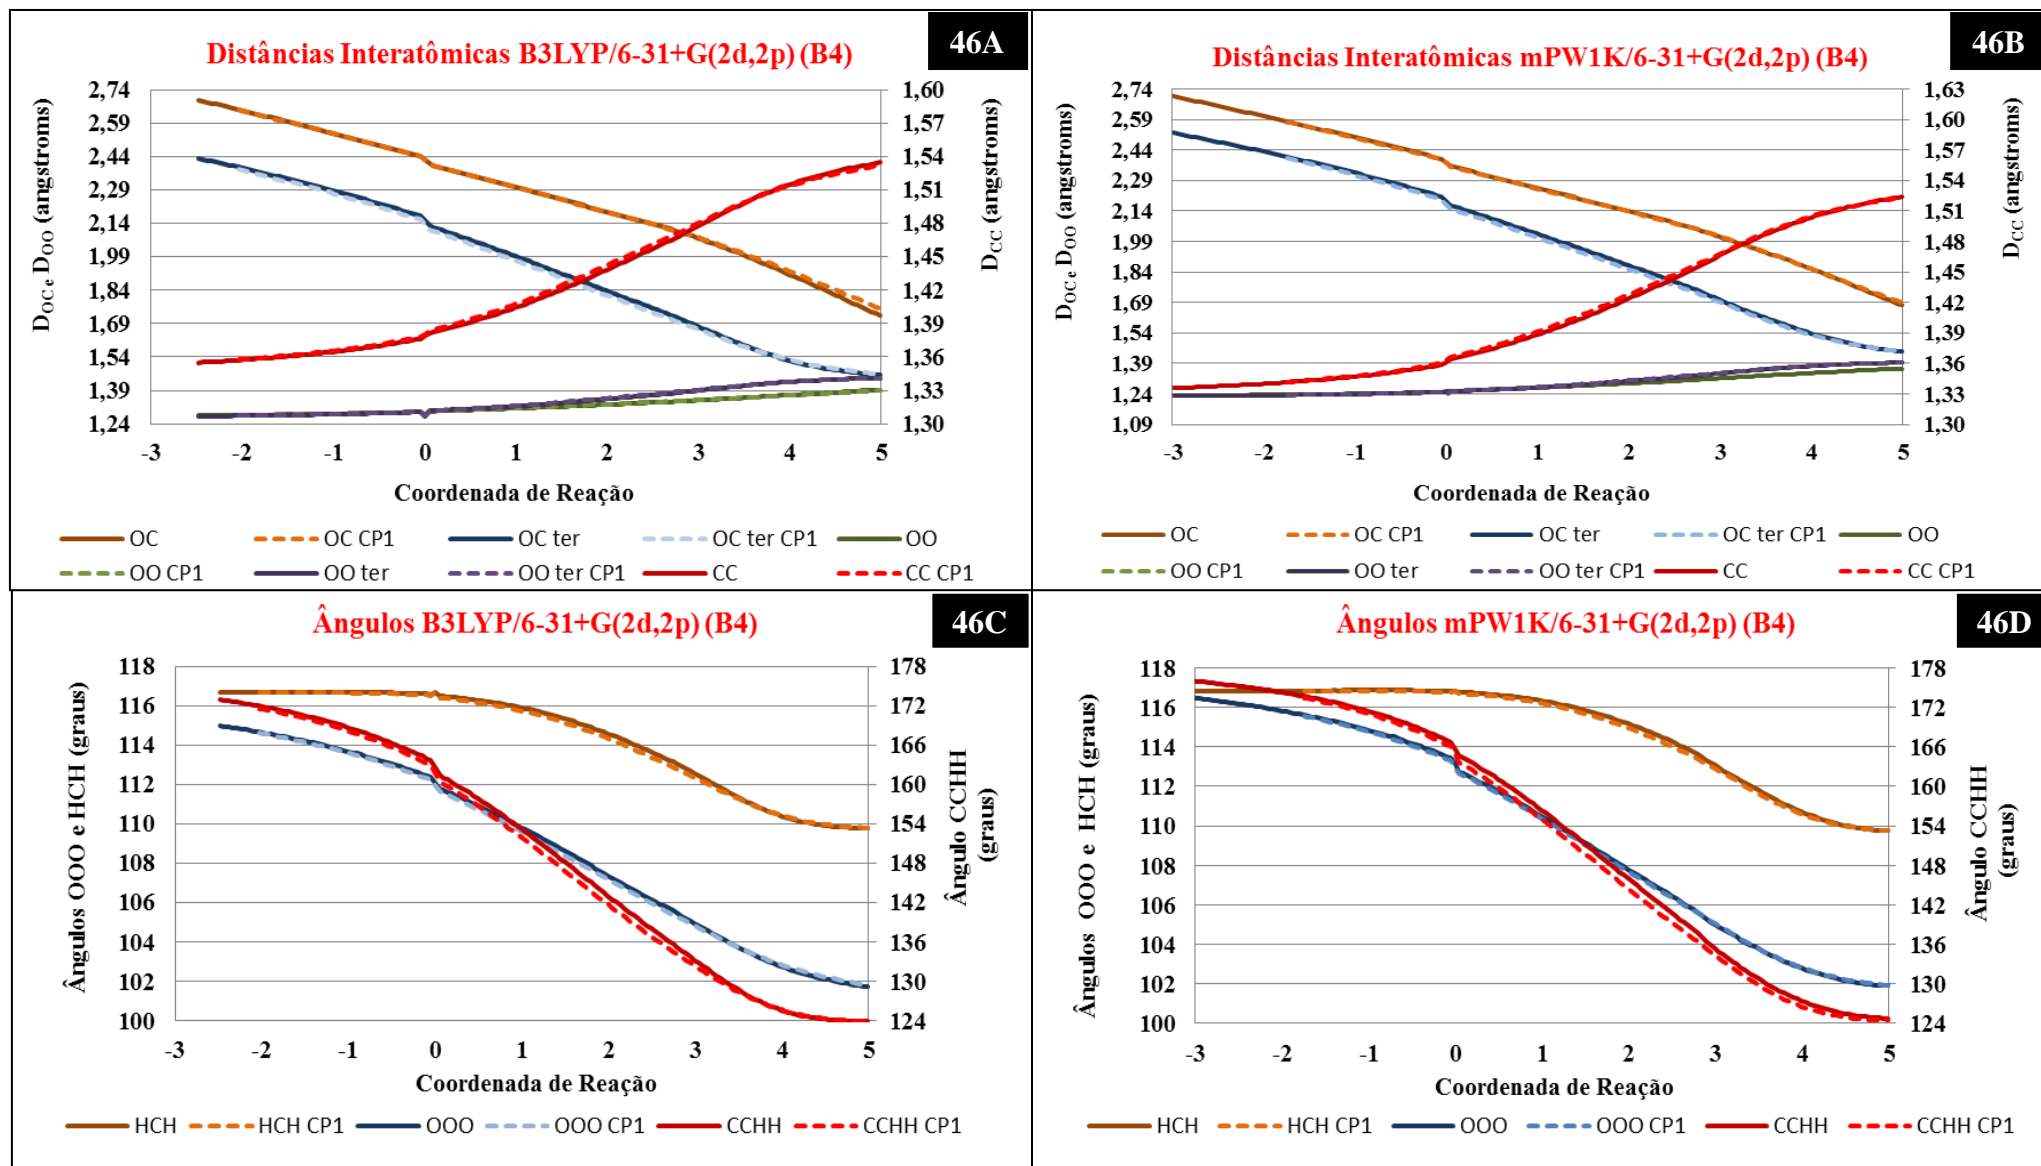 46A
Distâncias Interatômicas B3LYP/6-31+G(2d,2p) (B4)
2,74
2,59
2,44
2,29
2,14
1,99
1,84
1,69
1,54
1,39
1,24
D OC e D OO (angstroms)
1,60
1,57
1,54
1,51
1,48
1,45
1,42
1,39
1,36
1,33
1,30
D CC (angstroms)
-3 -2 -1 0 1 2 3 4 5
Coordenada de Reação
OC OC CP1 OC ter OC ter CP1 OO
OO CP1 OO ter OO ter CP1 CC CC CP1
46B
Distâncias Interatômicas mPW1K/6-31+G(2d,2p) (B4)
2,74
2,59
2,44
2,29
2,14
1,99
1,84
1,69
1,54
1,39
1,24
1,09
D OC e D OO (angstroms)
1,63
1,60
1,57
1,54
1,51
1,48
1,45
1,42
1,39
1,36
1,33
1,30
D CC (angstroms)
-3 -2 -1 0 1 2 3 4 5
Coordenada de Reação
OC OC CP1 OC ter OC ter CP1 OO
OO CP1 OO ter OO ter CP1 CC CC CP1
46C
Ângulos B3LYP/6-31+G(2d,2p) (B4)
118
116
114
112
110
108
106
104
102
100
Ângulos OOO e HCH (graus)
178
172
166
160
154
148
142
136
130
124
Ângulo CCHH
(graus)
-3 -2 -1 0 1 2 3 4 5
Coordenada de Reação
HCH HCH CP1 OOO OOO CP1 CCHH CCHH CP1
46D
Ângulos mPW1K/6-31+G(2d,2p) (B4)
118
116
114
112
110
108
106
104
102
100
Ângulos OOO e HCH (graus)
178
172
166
160
154
148
142
136
130
124
Ângulo CCHH
(graus)
-3 -2 -1 0 1 2 3 4 5
Coordenada de Reação
HCH HCH CP1 OOO OOO CP1 CCHH CCHH CP1